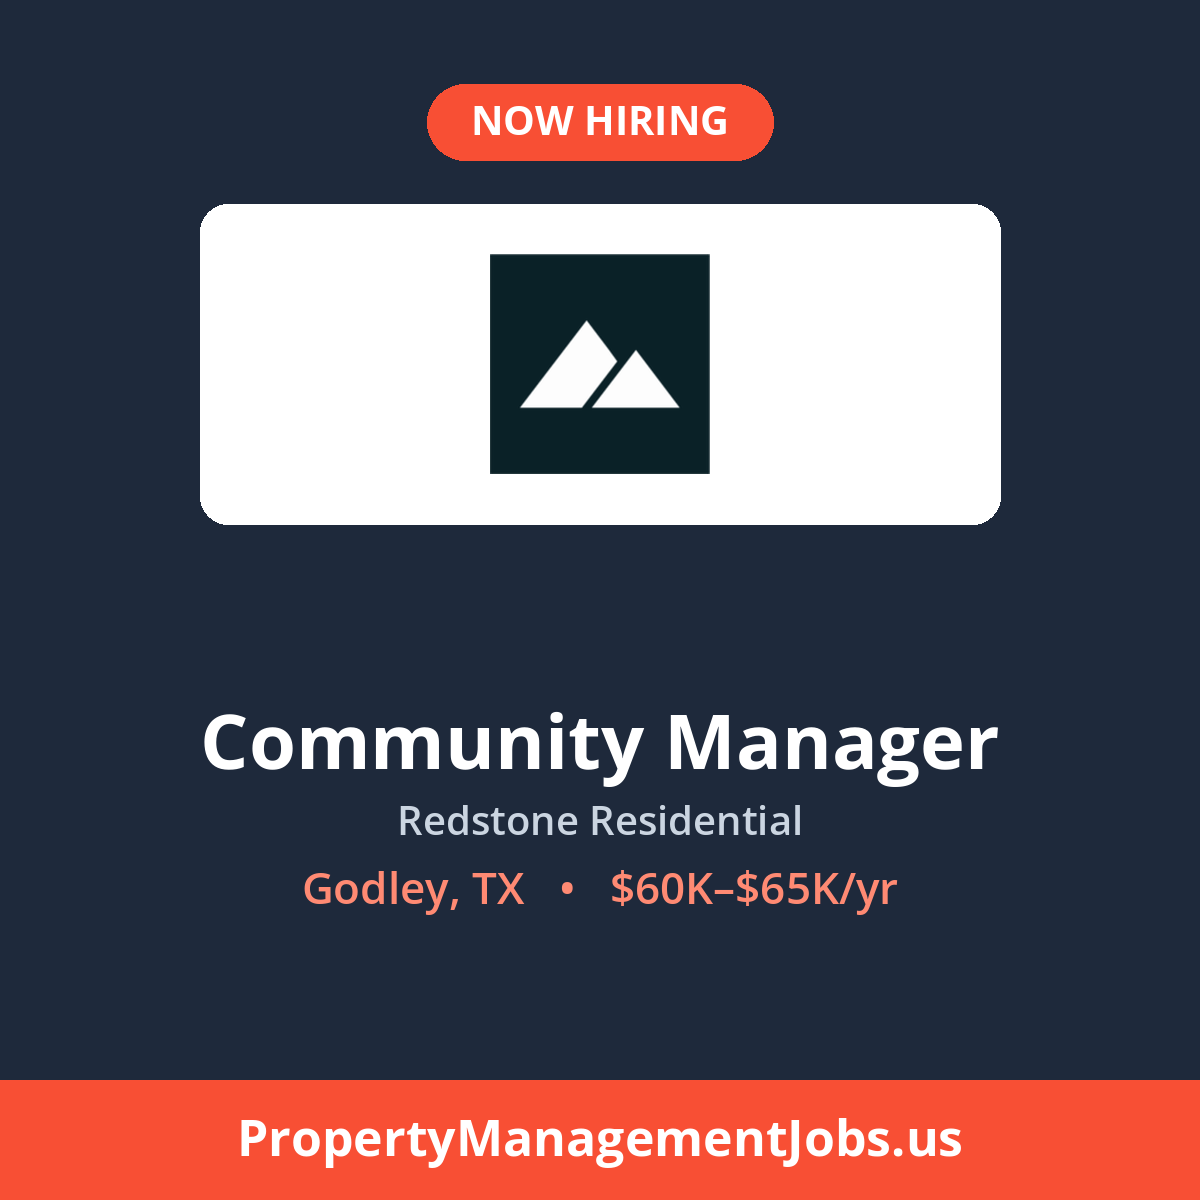 NOW HIRING
Community Manager
Redstone Residential
Godley, TX • $60K–$65K/yr
PropertyManagementJobs.us